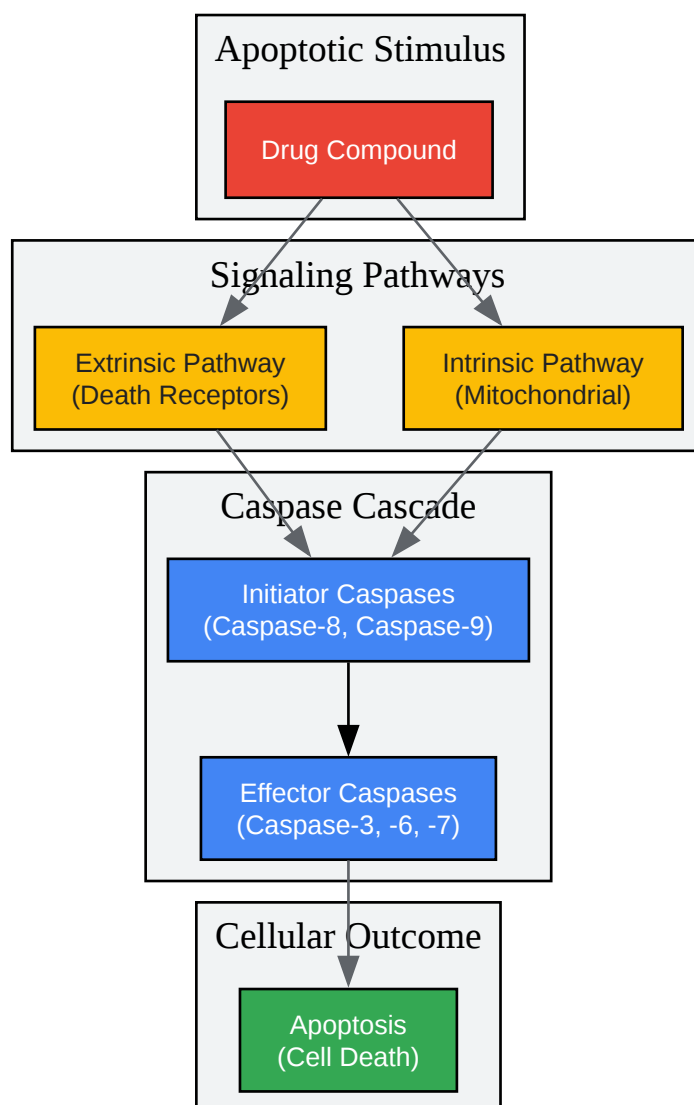 Apoptotic Stimulus
Drug Compound
Signaling Pathways
Extrinsic Pathway
(Death Receptors)
Intrinsic Pathway
(Mitochondrial)
Caspase Cascade
Initiator Caspases
(Caspase-8, Caspase-9)
Effector Caspases
(Caspase-3, -6, -7)
Cellular Outcome
Apoptosis
(Cell Death)